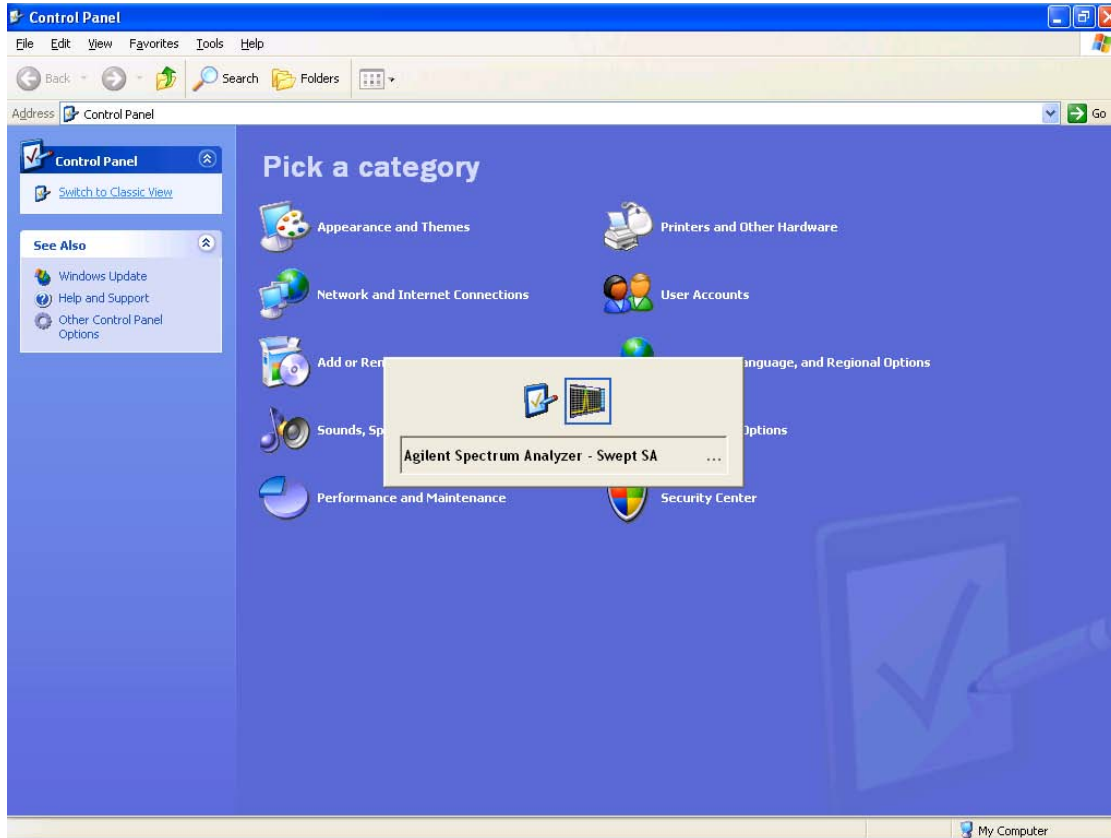 Control Panel
File Edit View Favorites Tools Help
Back Search Folders
Address Control Panel Go
Control Panel
Switch to Classic View
See Also
Windows Update
Help and Support
Other Control Panel
Options
Pick a category
Appearance and Themes Printers and Other Hardware
Network and Internet Connections User Accounts
Add or Rem anguage, and Regional Options
Sounds, Sp Options
Agilent Spectrum Analyzer - Swept SA ...
Performance and Maintenance Security Center
My Computer